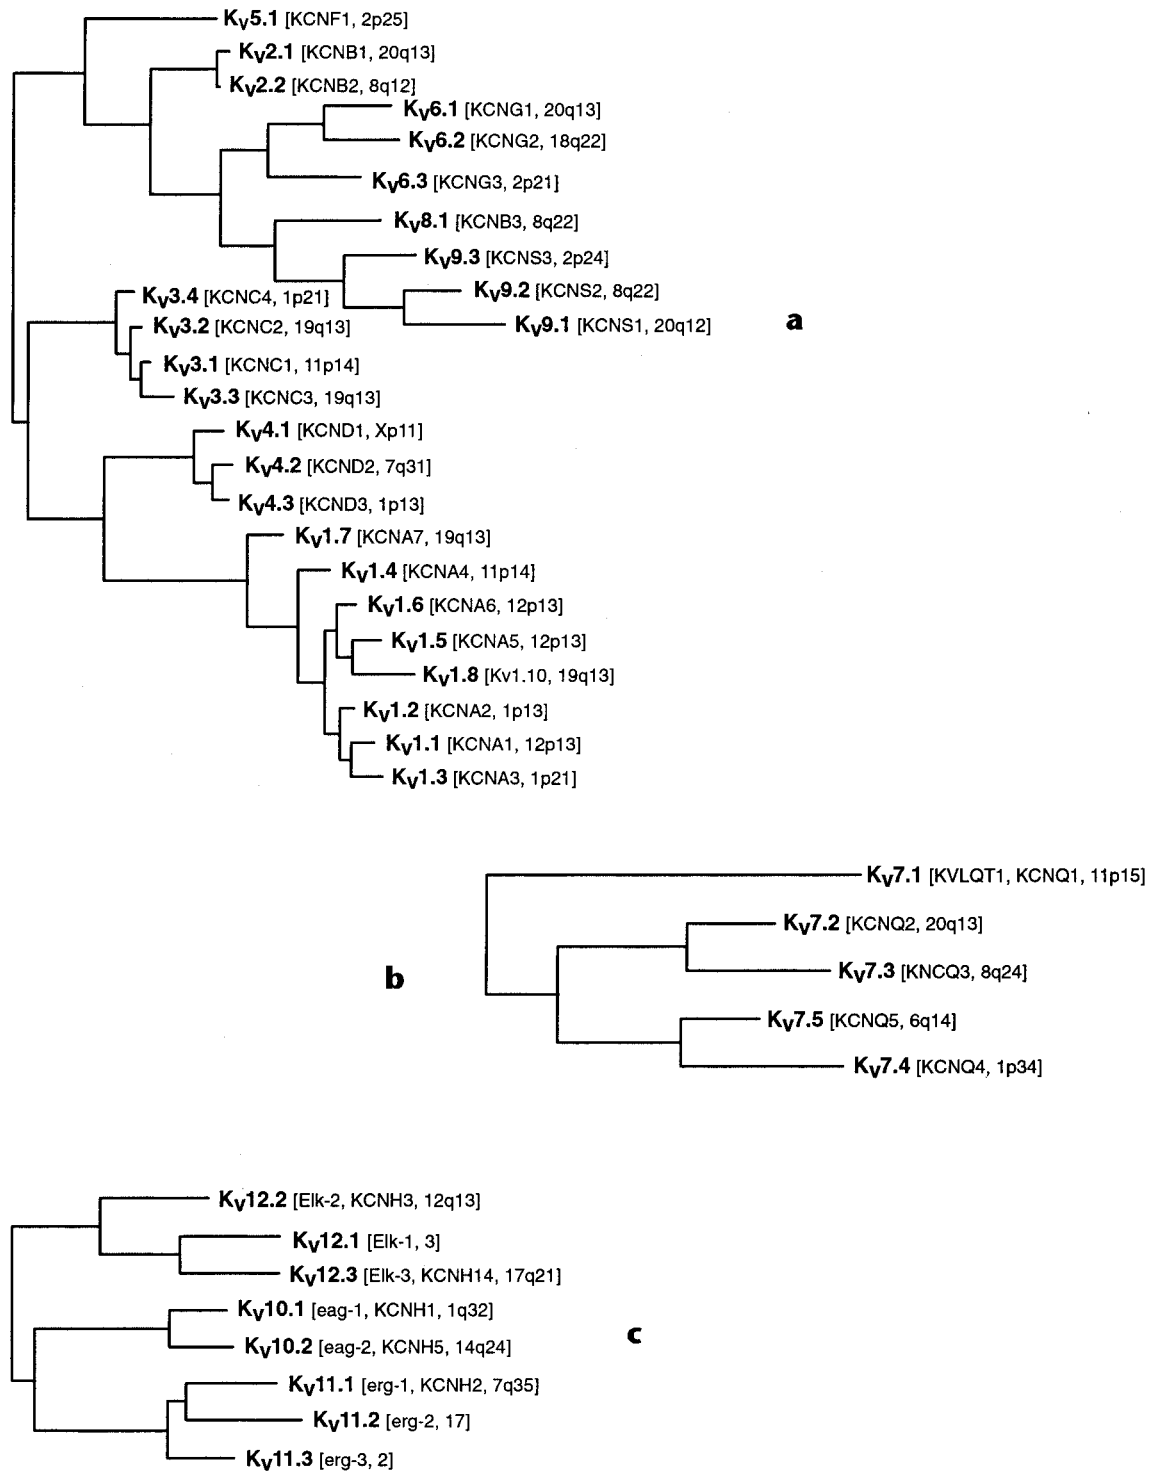 Kv5.1 [KCNF1, 2p25]
Kv2.1 [KCNB1, 20q13]
Kv2.2 [KCNB2, 8q12]
Kv6.1 [KCNG1, 20q13]
Kv6.2 [KCNG2, 18q22]
Kv6.3 [KCNG3, 2p21]
Kv8.1 [KCNB3, 8q22]
Kv9.3 [KCNS3, 2p24]
Kv9.2 [KCNS2, 8q22]
Kv3.4 [KCNC4, 1p21]
Kv9.1 [KCNS1, 20q12]
a
Kv3.2 [KCNC2, 19q13]
Kv3.1 [KCNC1, 11p14]
Kv3.3 [KCNC3, 19q13]
Kv4.1 [KCND1, Xp11]
Kv4.2 [KCND2, 7q31]
Kv4.3 [KCND3, 1p13]
Kv1.7 [KCNA7, 19q13]
Kv1.4 [KCNA4, 11p14]
Kv1.6 [KCNA6, 12p13]
Kv1.5 [KCNA5, 12p13]
Kv1.8 [Kv1.10, 19q13]
Kv1.2 [KCNA2, 1p13]
Kv1.1 [KCNA1, 12p13]
Kv1.3 [KCNA3, 1p21]
Kv7.1 [KVLQT1, KCNQ1, 11p15]
Kv7.2 [KCNQ2, 20q13]
b
Kv7.3 [KNCQ3, 8q24]
Kv7.5 [KCNQ5, 6q14]
Kv7.4 [KCNQ4, 1p34]
Kv12.2 [Elk-2, KCNH3, 12q13]
Kv12.1 [Elk-1, 3]
Kv12.3 [Elk-3, KCNH14, 17q21]
Kv10.1 [eag-1, KCNH1, 1q32]
c
Kv10.2 [eag-2, KCNH5, 14q24]
Kv11.1 [erg-1, KCNH2, 7q35]
Kv11.2 [erg-2, 17]
Kv11.3 [erg-3, 2]